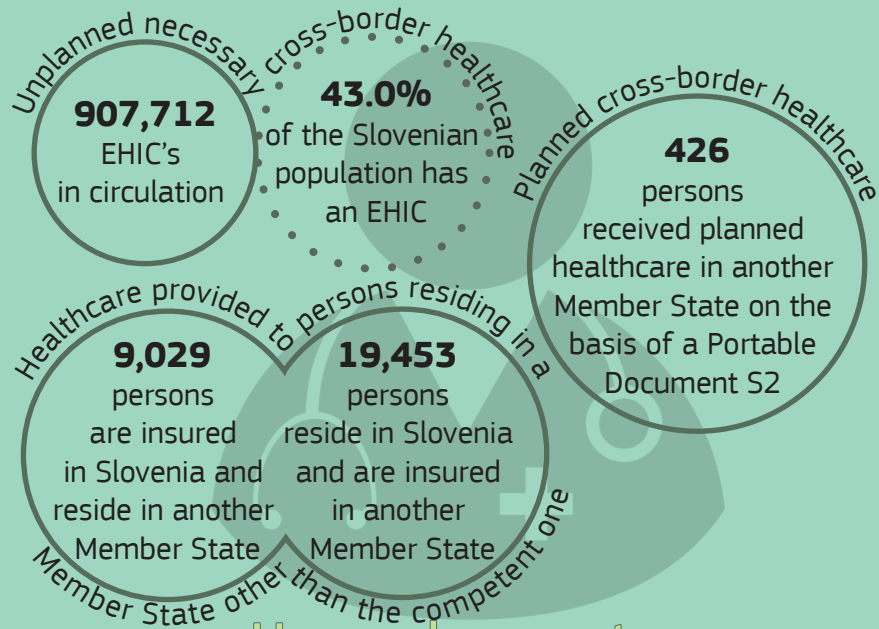 Unplanned necessary cross-border healthcare
907,712
EHIC's
in circulation
43.0%
of the Slovenian
population has
an EHIC
Planned cross-border healthcare
426
persons
received planned
healthcare in another
Member State on the
basis of a Portable
Document S2
Healthcare provided to persons residing in a
Member State other than the competent one
9,029
persons
are insured
in Slovenia and
reside in another
Member State
19,453
persons
reside in Slovenia
and are insured
in another
Member State